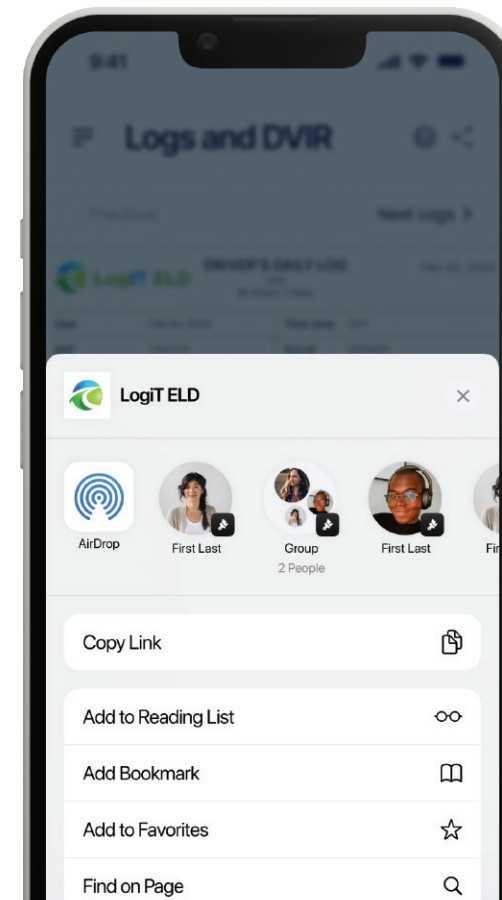 9:41
Logs and DVIR
Previous
Next Logs >
LogiT ELD
DRIVER'S DAILY LOG
LogiT ELD
AirDrop
First Last
Group
2 People
First Last
Fir
Copy Link
Add to Reading List
Add Bookmark
Add to Favorites
Find on Page